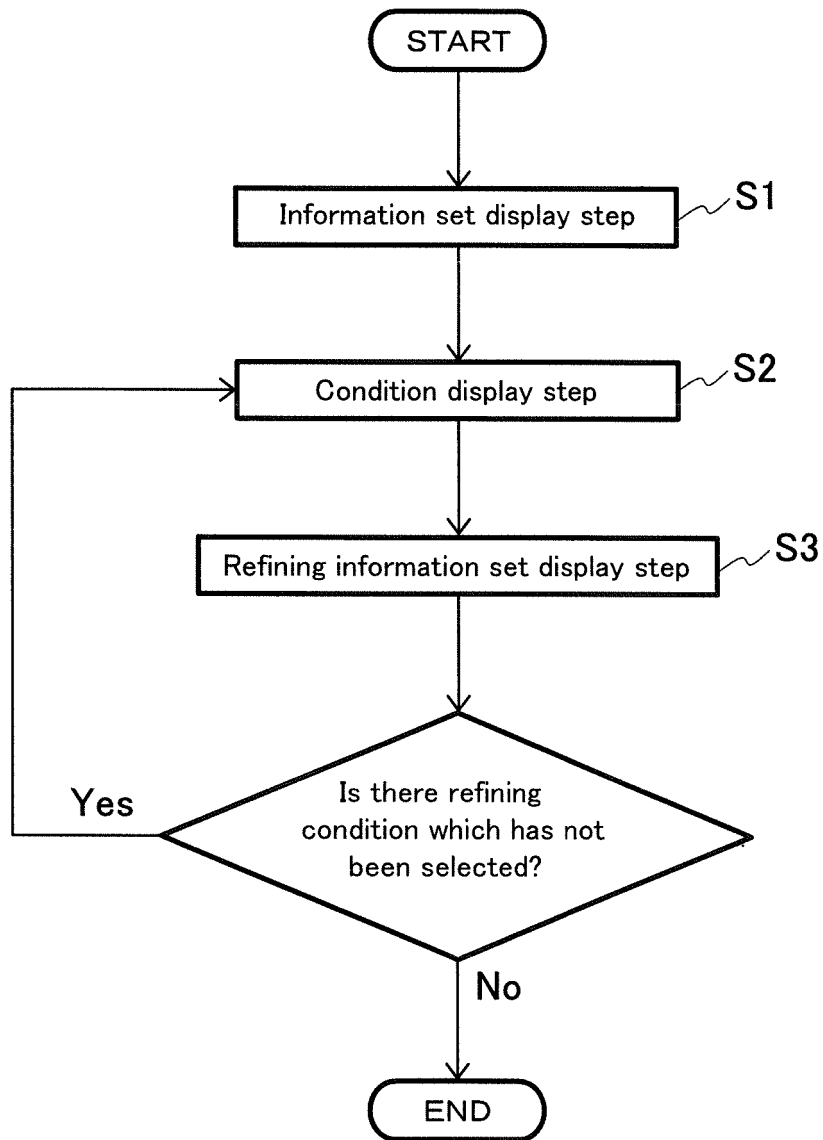 START
Information set display step
S1
Condition display step
S2
Refining information set display step
S3
Is there refining
condition which has not
been selected?
Yes
No
END